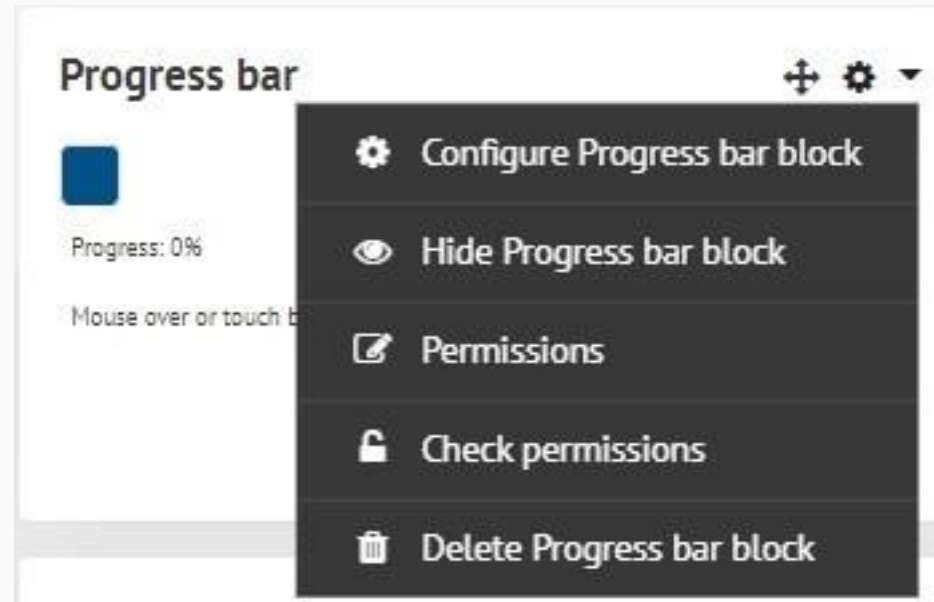 Progress bar
Configure Progress bar block
Progress: 0%
Hide Progress bar block
Mouse over or touch
Permissions
Check permissions
Delete Progress bar block